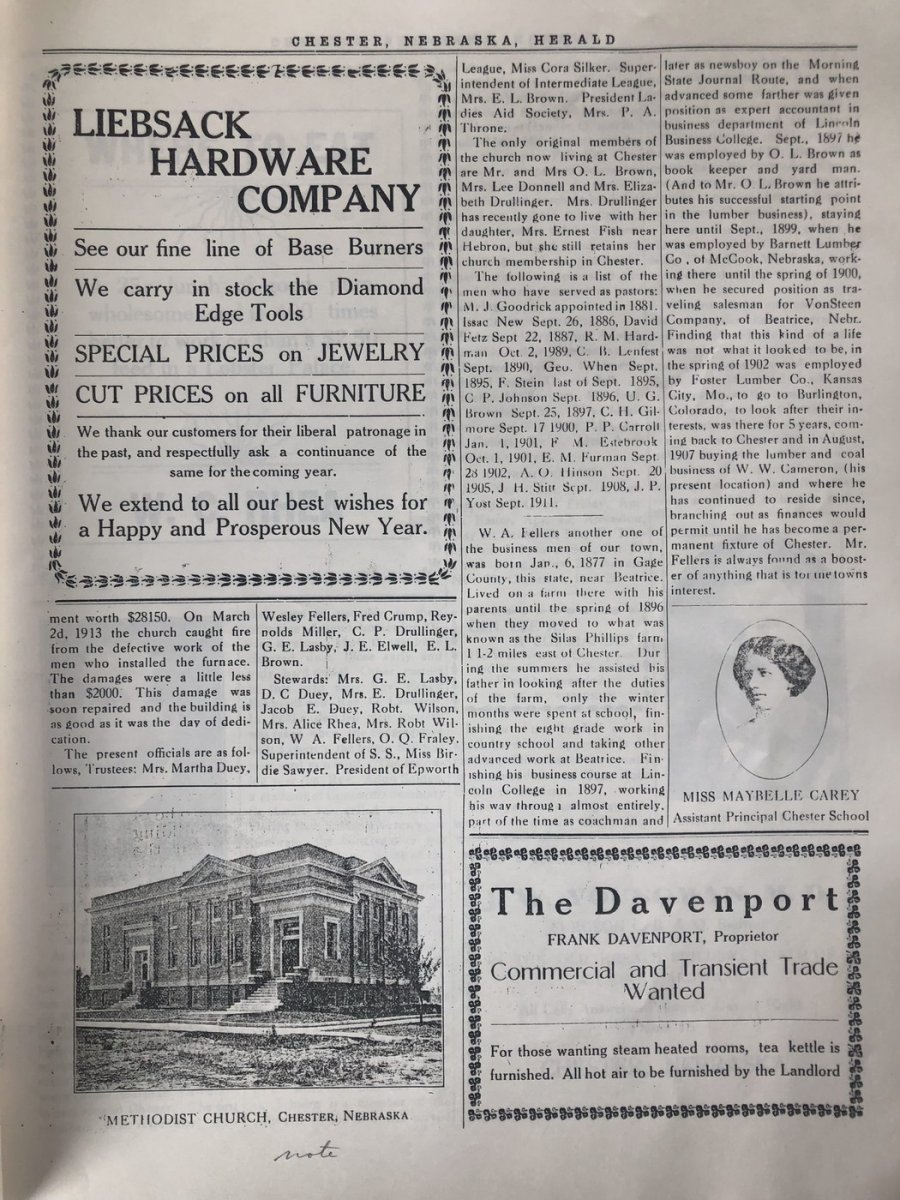 CHESTER, NEBRASKA, HERALD
LIEBSACK
HARDWARE
COMPANY
See our fine line of Base Burners
We carry in stock the Diamond
Edge Tools
SPECIAL PRICES on JEWELRY
CUT PRICES on all FURNITURE
We thank our customers for their liberal patronage in
the past, and respectfully ask a continuance of the
same for the coming year.
We extend to all our best wishes for
a Happy and Prosperous New Year.
ment worth $28150. On March
2d, 1913 the church caught fire
from the defective work of the
men who installed the furnace.
The damages were a little less
than $2000. This damage was
soon repaired and the building is
as good as it was the day of dedi-
cation.
The present officials are as fol-
lows, Trustees: Mrs. Martha Duey,
Wesley Fellers, Fred Crump, Rey-
nolds Miller, C. P. Drullinger,
G. E. Lasby, J. E. Elwell, E. L.
Brown.
Stewards: Mrs. G. E. Lasby,
D. C Duey, Mrs. E. Drullinger,
Jacob E. Duey, Robt. Wilson,
Mrs. Alice Rhea, Mrs. Robt Wil-
son, W A. Fellers, O. Q. Fraley.
Superintendent of S. S., Miss Bir-
die Sawyer. President of Epworth
METHODIST CHURCH, CHESTER, NEBRASKA
note
League, Miss Cora Silker. Super-
intendent of Intermediate League,
Mrs. E. L. Brown. President La-
dies Aid Society, Mrs. P. A.
Throne.
The only original members of
the church now living at Chester
are Mr. and Mrs O. L. Brown,
Mrs. Lee Donnell and Mrs. Eliza-
beth Drullinger. Mrs. Drullinger
has recently gone to live with her
daughter, Mrs. Ernest Fish near
Hebron, but she still retains her
church membership in Chester.
The following is a list of the
men who have served as pastors:
M. J. Goodrick appointed in 1881.
Issac New Sept. 26, 1886, David
Fetz Sept 22, 1887, R. M. Hard-
man Oct. 2, 1989, C. B. Lenfest
Sept. 1890, Geo. When Sept.
1895, F. Stein last of Sept. 1895,
C. P. Johnson Sept. 1896, U. G.
Brown Sept. 25, 1897, C. H. Gil-
more Sept. 17 1900, P. P. Carroll
Jan. 1, 1901, F M. Estebrook
Oct. 1, 1901, E. M. Furman Sept.
28 1902, A. O. Hinson Sept. 20
1905, J H. Stitt Sept. 1908, J. P.
Yost Sept. 1911.
W. A. Fellers another one of
the business men of our town,
was born Jan., 6, 1877 in Gage
County, this state, near Beatrice.
Lived on a farm there with his
parents until the spring of 1896
when they moved to what was
known as the Silas Phillips farm
1 1-2 miles east of Chester. Dur
ing the summers he assisted his
father in looking after the duties
of the farm, only the winter
months were spent at school, fin-
ishing the eight grade work in
country school and taking other
advanced work at Beatrice. Fin-
ishing his business course at Lin-
coln College in 1897, working
his way through almost entirely,
part of the time as coachman and
later as newsboy on the Morning
State Journal Route, and when
advanced some farther was given
position as expert accountant in
business department of Lincoln
Business College. Sept., 1897 he
was employed by O. L. Brown as
book keeper and yard man.
(And to Mr. O. L. Brown he attri-
butes his successful starting point
in the lumber business), staying
here until Sept., 1899, when he
was employed by Barnett Lumber
Co , of McCook, Nebraska, work-
ing there until the spring of 1900,
when he secured position as tra-
veling salesman for VonSteen
Company, of Beatrice, Nebr.
Finding that this kind of a life
was not what it looked to be, in
the spring of 1902 was employed
by Foster Lumber Co., Kansas
City, Mo., to go to Burlington,
Colorado, to look after their in-
terests, was there for 5 years, com-
ing back to Chester and in August,
1907 buying the lumber and coal
business of W. W. Cameron, (his
present location) and where he
has continued to reside since,
branching out as finances would
permit until he has become a per-
manent fixture of Chester. Mr.
Fellers is always found as a boost-
er of anything that is for the towns
interest.
MISS MAYBELLE CAREY
Assistant Principal Chester School
The Davenport
FRANK DAVENPORT, Proprietor
Commercial and Transient Trade
Wanted
For those wanting steam heated rooms, tea kettle is
furnished. All hot air to be furnished by the Landlord